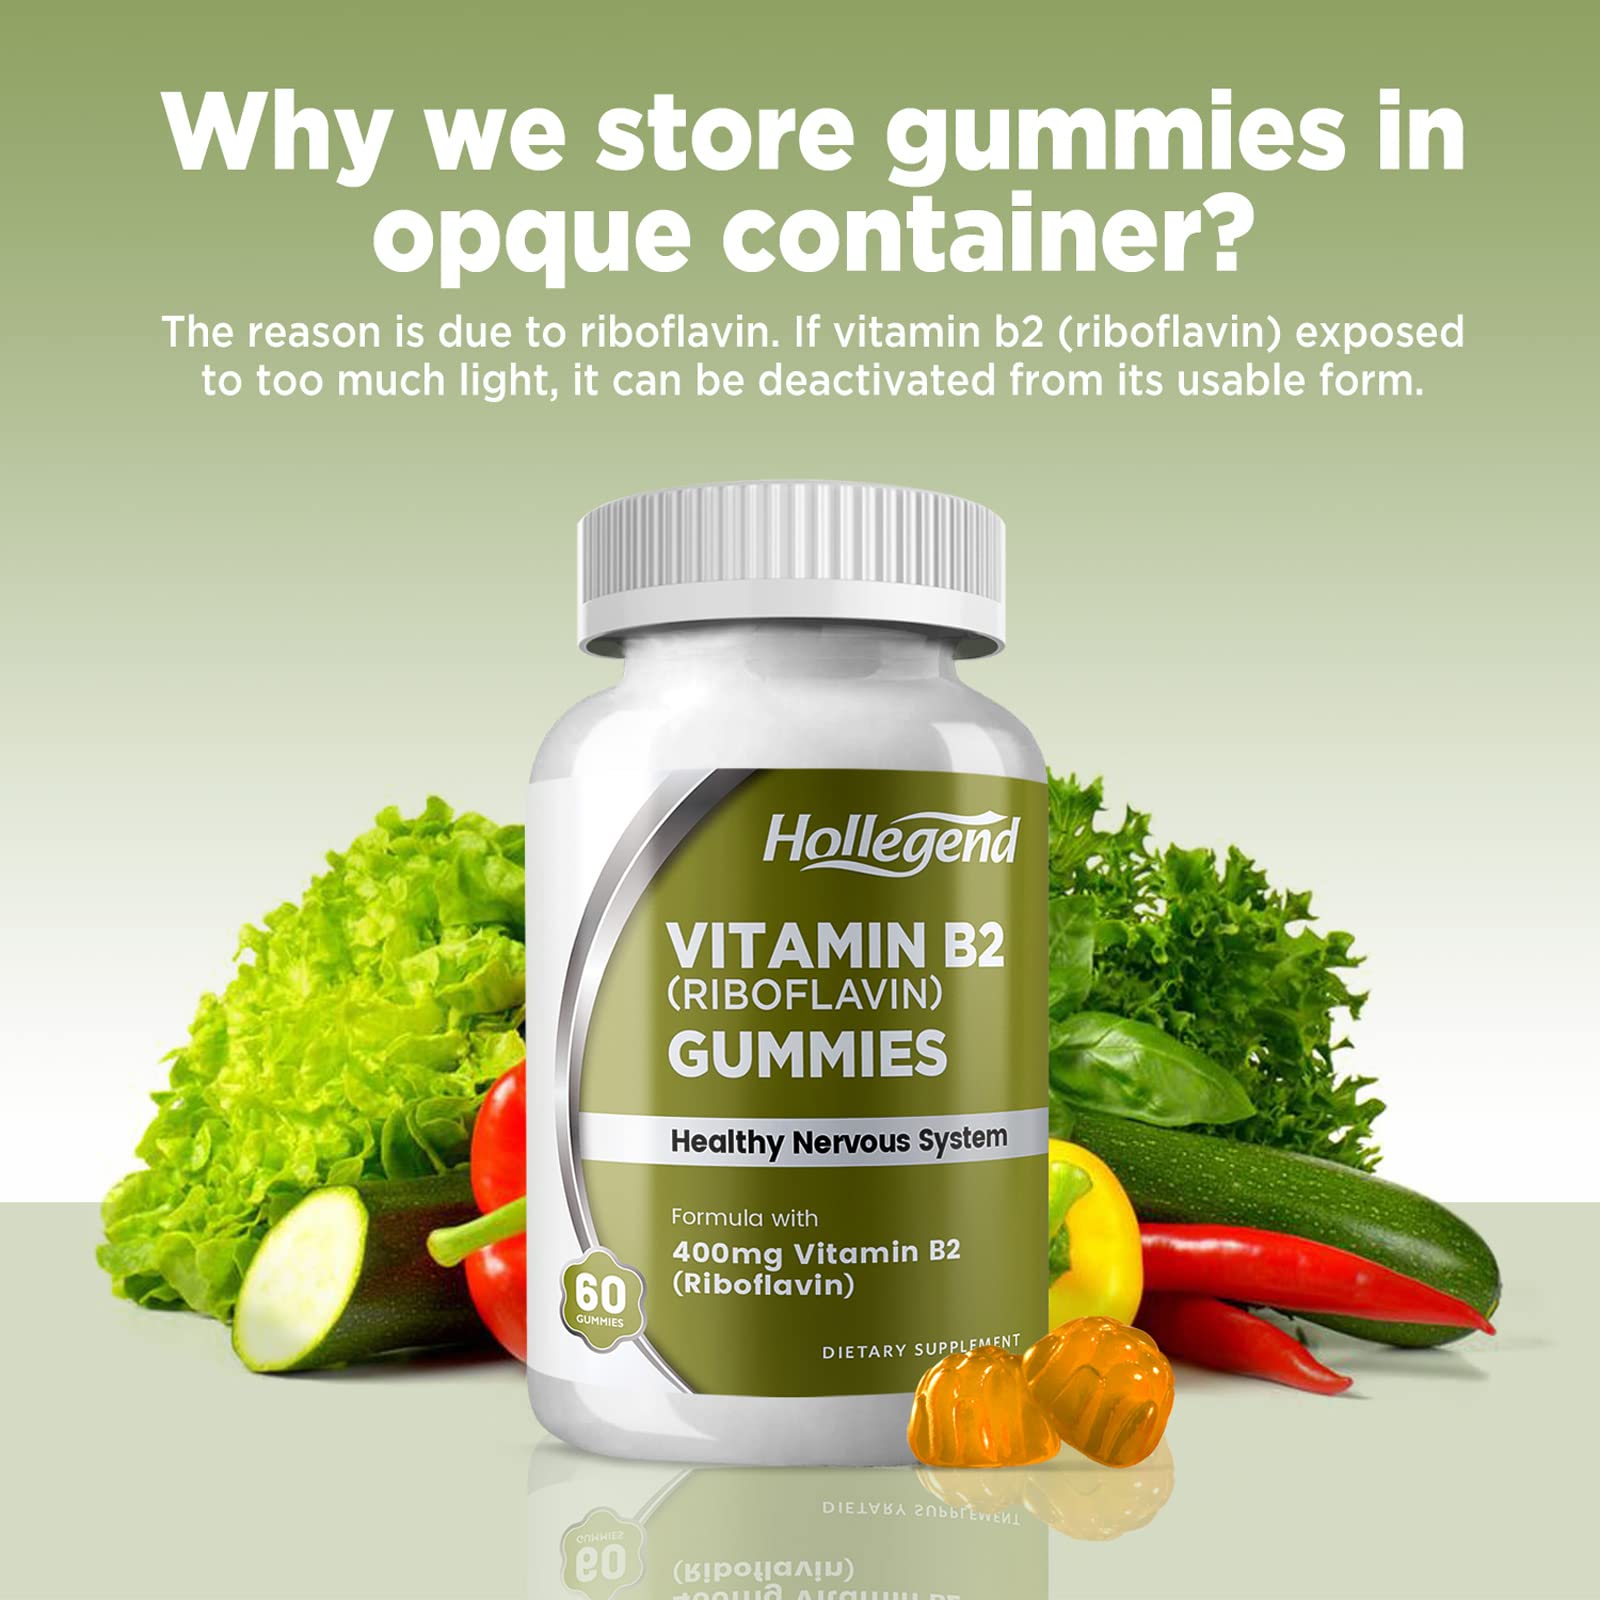 Why we store gummies in
opque container?
The reason is due to riboflavin. If vitamin b2 (riboflavin) exposed
to too much light, it can be deactivated from its usable form.
Hollegend
VITAMIN B2
(RIBOFLAVIN)
GUMMIES
Healthy Nervous System
Formula with
400mg Vitamin B2
(Riboflavin)
60
GUMMIES
DIETARY SUPPLEMENT